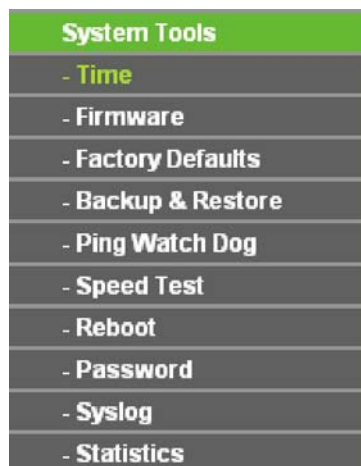 System Tools
- Time
- Firmware
- Factory Defaults
- Backup & Restore
- Ping Watch Dog
- Speed Test
- Reboot
- Password
- Syslog
- Statistics